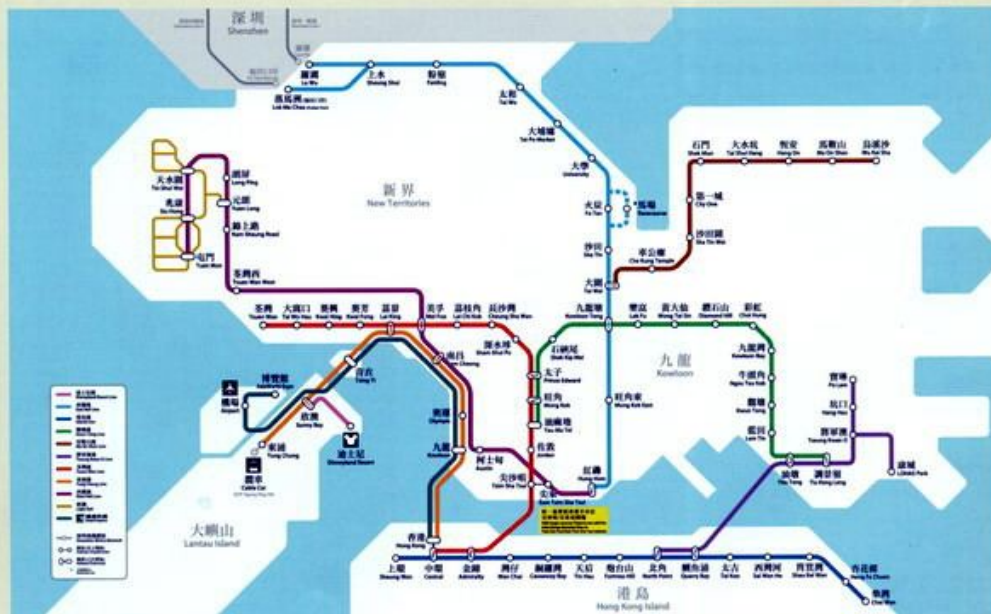 深圳
Shenzhen
羅湖
Lo Wu
上水
Sheung Shui
粉嶺
Fanling
落馬洲
Lok Ma Chau
太和
Tai Wo
大埔墟
Tai Po Market
大學
University
火炭
Fo Tan
馬場
Racecourse
沙田
Sha Tin
大圍
Tai Wai
石門
Shek Mun
大水坑
Tai Shui Hang
恆安
Heng On
馬鞍山
Ma On Shan
烏溪沙
Wu Kai Sha
第一城
City One
沙田圍
Sha Tin Wai
車公廟
Che Kung Temple
新界
New Territories
天水圍
Tin Shui Wai
朗屏
Long Ping
兆康
Siu Hong
元朗
Yuen Long
錦上路
Kam Sheung Road
屯門
Tuen Mun
荃灣西
Tsuen Wan West
荃灣
Tsuen Wan
大窩口
Tai Wo Hau
葵興
Kwai Hing
葵芳
Kwai Fong
荔景
Lai King
美孚
Mei Foo
荔枝角
Lai Chi Kok
長沙灣
Cheung Sha Wan
深水埗
Sham Shui Po
九龍塘
Kowloon Tong
樂富
Lok Fu
黃大仙
Wong Tai Sin
鑽石山
Diamond Hill
彩虹
Choi Hung
石硤尾
Shek Kip Mei
九龍
Kowloon
九龍灣
Kowloon Bay
牛頭角
Ngau Tau Kok
觀塘
Kwun Tong
藍田
Lam Tin
油塘
Yau Tong
調景嶺
Tiu Keng Leng
寶琳
Po Lam
坑口
Hang Hau
將軍澳
Tseung Kwan O
康城
LOHAS Park
太子
Prince Edward
旺角
Mong Kok
油麻地
Yau Ma Tei
旺角東
Mong Kok East
佐敦
Jordan
南昌
Nam Cheong
奧運
Olympic
九龍
Kowloon
柯士甸
Austin
尖沙咀
Tsim Sha Tsui
尖東
East Tsim Sha Tsui
紅磡
Hung Hom
青衣
Tsing Yi
博覽館
AsiaWorld-Expo
機場
Airport
欣澳
Sunny Bay
迪士尼
Disneyland Resort
東涌
Tung Chung
纜車
Cable Car
大嶼山
Lantau Island
香港
Hong Kong
上環
Sheung Wan
中環
Central
金鐘
Admiralty
灣仔
Wan Chai
銅鑼灣
Causeway Bay
天后
Tin Hau
炮台山
Fortress Hill
北角
North Point
鰂魚涌
Quarry Bay
太古
Tai Koo
西灣河
Sai Wan Ho
筲箕灣
Shau Kei Wan
杏花邨
Heng Fa Chuen
柴灣
Chai Wan
港島
Hong Kong Island